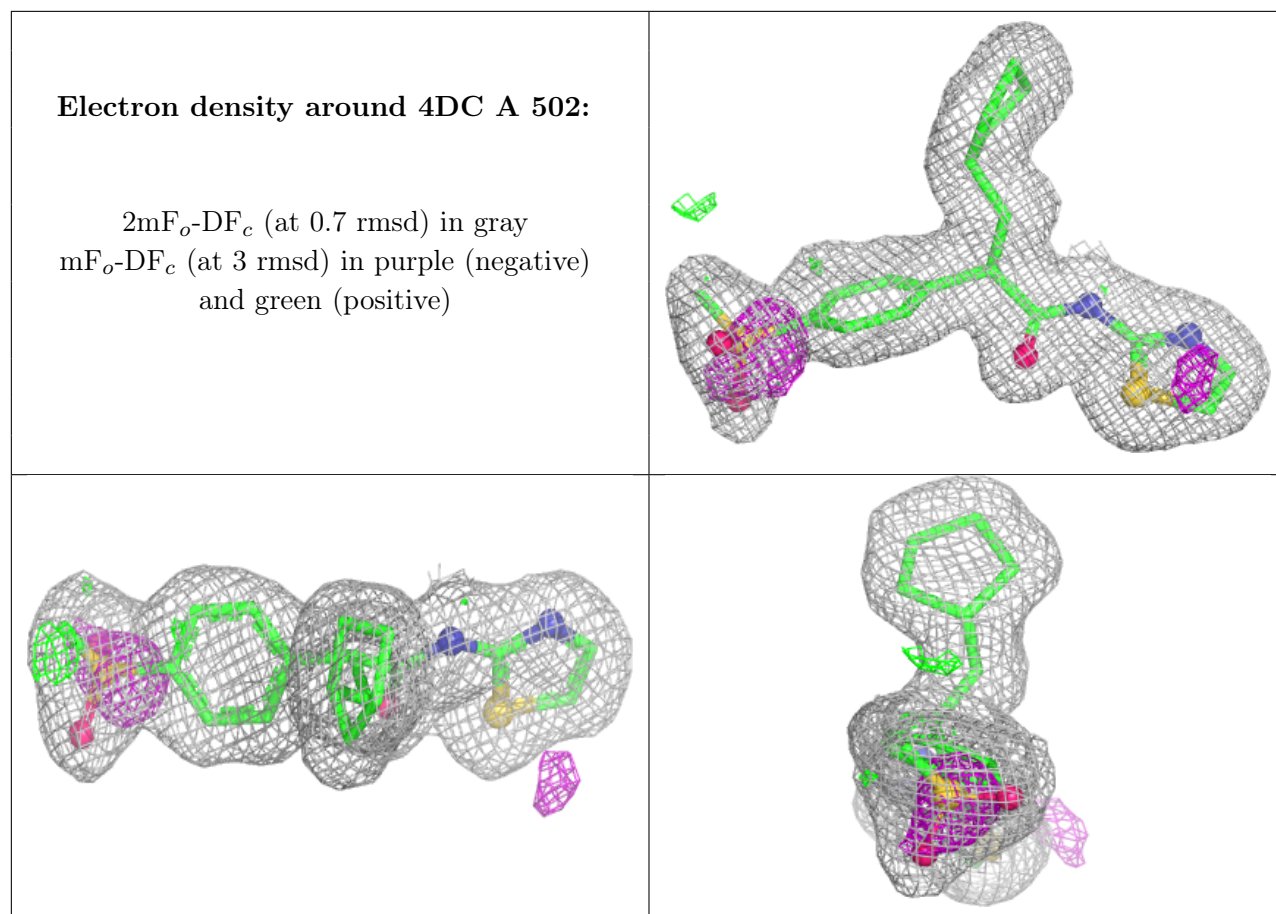 Electron density around 4DC A 502:
2mFo-DFc (at 0.7 rmsd) in gray
mFo-DFc (at 3 rmsd) in purple (negative)
and green (positive)